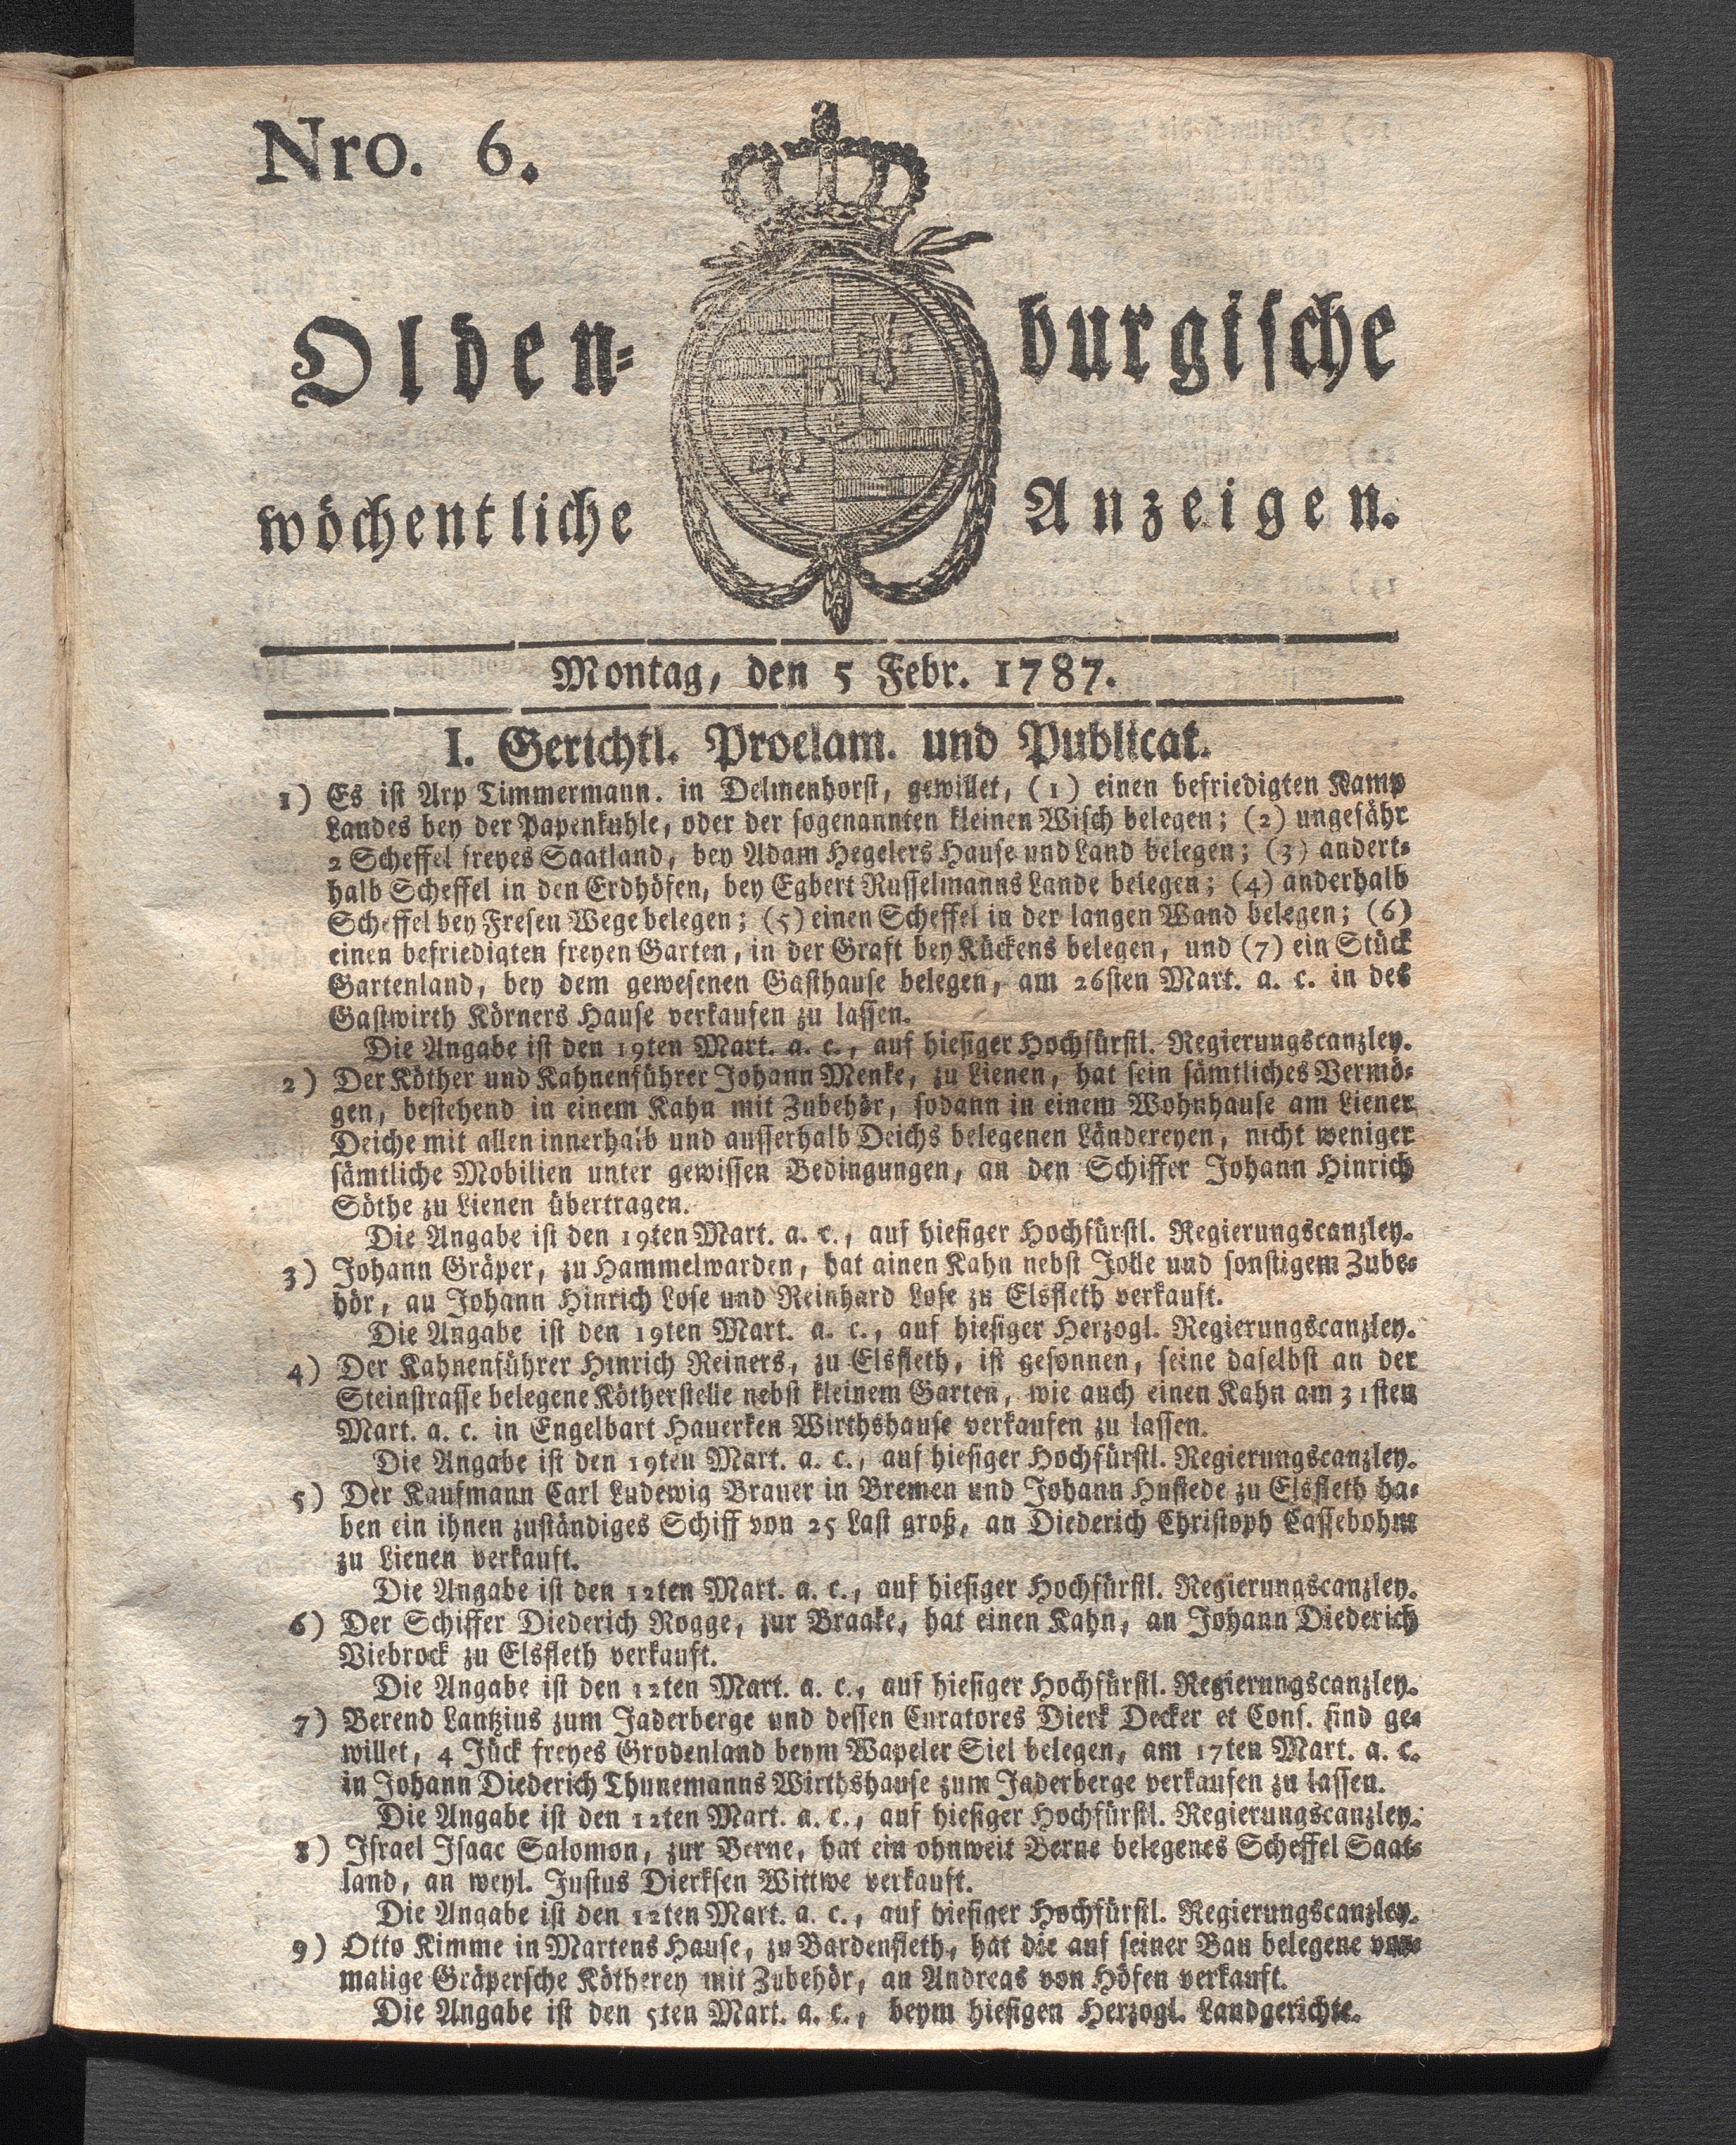 Nro. 6.
Olden-burgische
wöchentliche Anzeigen.
Montag, den 5 Febr. 1787.
I. Gerichtl. Proclam. und Publicat.
1) Es ist Arp Timmermann. in Delmenhorst, gewillet, (1) einen befriedigten Kamp
Landes bey der Papenkuhle, oder der sogenannten kleinen Wisch belegen; (2) ungefähr
2 Scheffel freyes Saatland, bey Adam Hegelers Hause und Land belegen; (3) andert-
halb Scheffel in den Erdhöfen, bey Egbert Russelmanns Lande belegen; (4) anderhalb
Scheffel bey Fresen Wege belegen; (5) einen Scheffel in der langen Wand belegen; (6)
einen befriedigten freyen Garten, in der Graft bey Kückens belegen, und (7) ein Stück
Gartenland, bey dem gewesenen Gasthause belegen, am 26sten Mart. a. c. in des
Gastwirth Körners Hause verkaufen zu lassen.
Die Angabe ist den 19ten Mart. a. c., auf hiesiger Hochfürstl. Regierungscanzley.
2) Der Köther und Kahnenführer Johann Menke, zu Lienen, hat sein sämtliches Vermö-
gen, bestehend in einem Kahn mit Zubehör, sodann in einem Wohnhause am Liener
Deiche mit allen innerhalb und ausserhalb Deichs belegenen Ländereyen, nicht weniger
sämtliche Mobilien unter gewissen Bedingungen, an den Schiffer Johann Hinrich
Söthe zu Lienen übertragen.
Die Angabe ist den 19ten Mart. a. c., auf hiesiger Hochfürstl. Regierungscanzley.
3) Johann Gräper, zu Hammelwarden, hat ainen Kahn nebst Jolle und sonstigem Zube-
hör, an Johann Hinrich Lose und Reinhard Lose zu Elsfleth verkauft.
Die Angabe ist den 19ten Mart. a. c., auf hiesiger Herzogl. Regierungscanzley.
4) Der Kahnenführer Hinrich Reiners, zu Elsfleth, ist gesonnen, seine daselbst an der
Steinstrasse belegene Kötherstelle nebst kleinem Garten, wie auch einen Kahn am 31sten
Mart. a. c. in Engelbart Hauerken Wirthshause verkaufen zu lassen.
Die Angabe ist den 19ten Mart. a. c., auf hiesiger Hochfürstl. Regierungscanzley.
5) Der Kaufmann Carl Ludewig Brauer in Bremen und Johann Hustede zu Elsfleth ha-
ben ein ihnen zuständiges Schiff von 25 Last groß, an Diederich Christoph Cassebohm
zu Lienen verkauft.
Die Angabe ist den 12ten Mart. a. c., auf hiesiger Hochfürstl. Regierungscanzley.
6) Der Schiffer Diederich Rogge, zur Braake, hat einen Kahn, an Johann Diederich
Viebrock zu Elsfleth verkauft.
Die Angabe ist den 12ten Mart. a. c., auf hiesiger Hochfürstl. Regierungscanzley.
7) Berend Lantzius zum Jaderberge und dessen Curatores Dierk Decker et Cons. sind ge-
willet, 4 Jück freyes Grodenland beym Wapeler Siel belegen, am 17ten Mart. a. c.
in Johann Diederich Thunemanns Wirthshause zum Jaderberge verkaufen zu lassen.
Die Angabe ist den 12ten Mart. a. c., auf hiesiger Hochfürstl. Regierungscanzley.
8) Israel Isaac Salomon, zur Berne, hat ein ohnweit Berne belegenes Scheffel Saat-
land, an weyl. Justus Dierksen Wittwe verkauft.
Die Angabe ist den 12ten Mart. a. c., auf hiesiger Hochfürstl. Regierungscanzley.
9) Otto Kimme in Martens Hause, zu Bardenfleth, hat die auf seiner Bau belegene vor-
malige Gräpersche Kötherey mit Zubehör, an Andreas von Höfen verkauft.
Die Angabe ist den 5ten Mart. a. c., beym hiesigen Herzogl. Landgerichte.